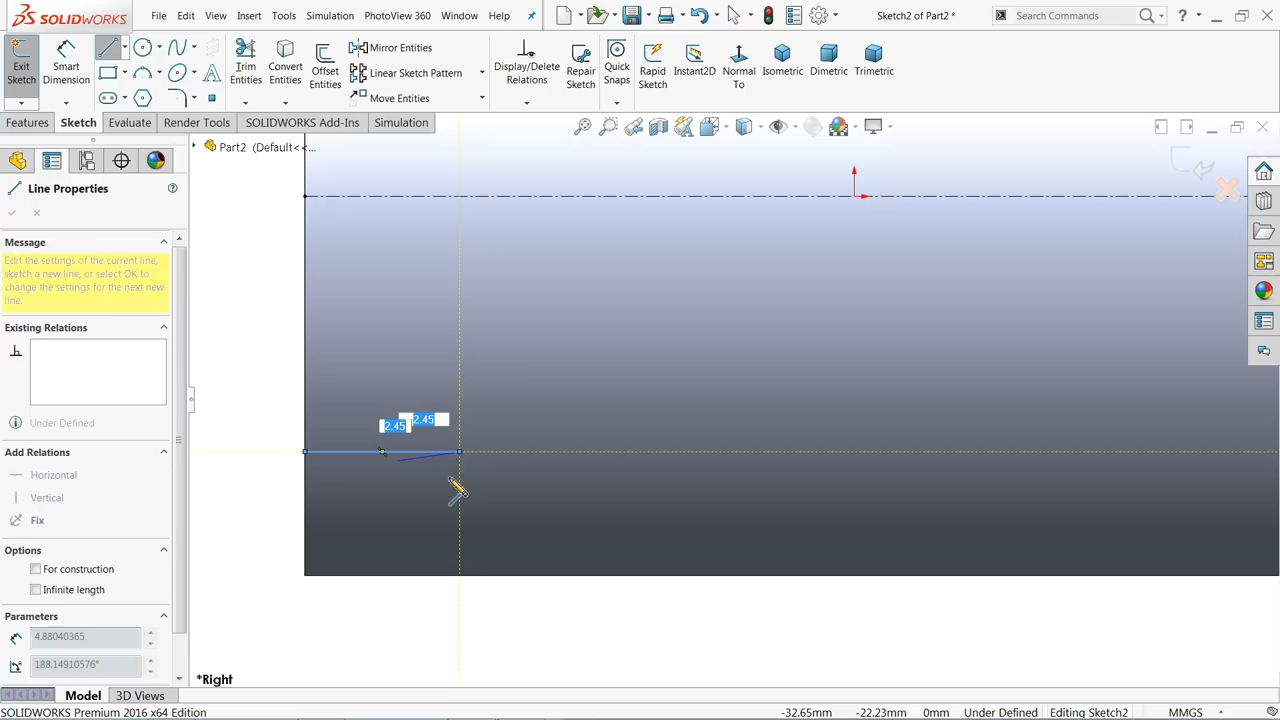 SOLIDWORKS
File Edit View Insert Tools Simulation PhotoView 360 Window Help
Sketch2 of Part2 *
Search Commands
Exit Sketch
Smart Dimension
Trim Entities
Convert Entities
Offset Entities
Mirror Entities
Linear Sketch Pattern
Move Entities
Display/Delete Relations
Repair Sketch
Quick Snaps
Rapid Sketch
Instant2D
Normal To
Isometric
Dimetric
Trimetric
Features Sketch Evaluate Render Tools SOLIDWORKS Add-Ins Simulation
Part2 (Default<<...
Line Properties
Message
Edit the settings of the current line, sketch a new line, or select OK to change the settings for the next new line.
Existing Relations
Under Defined
Add Relations
Horizontal
Vertical
Fix
Options
For construction
Infinite length
Parameters
4.88040365
188.14910576°
2.45
2.45
*Right
Model 3D Views
SOLIDWORKS Premium 2016 x64 Edition
-32.65mm -22.23mm 0mm Under Defined Editing Sketch2 MMGS